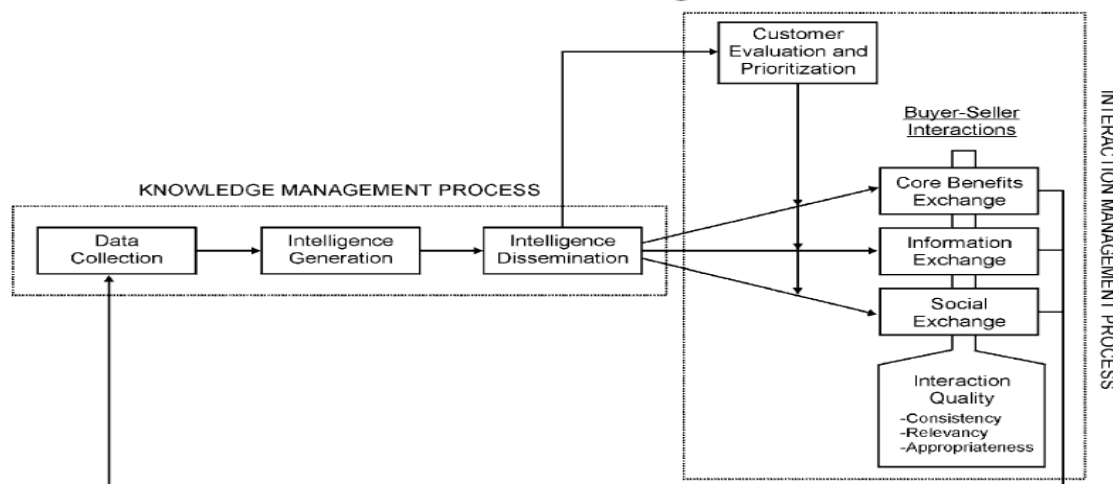 Customer
Evaluation and
Prioritization
Buyer-Seller
Interactions
KNOWLEDGE MANAGEMENT PROCESS
Data
Collection
Intelligence
Generation
Intelligence
Dissemination
Core Benefits
Exchange
Information
Exchange
Social
Exchange
Interaction
Quality
-Consistency
-Relevancy
-Appropriateness
INTERACTION MANAGEMENT PROCESS